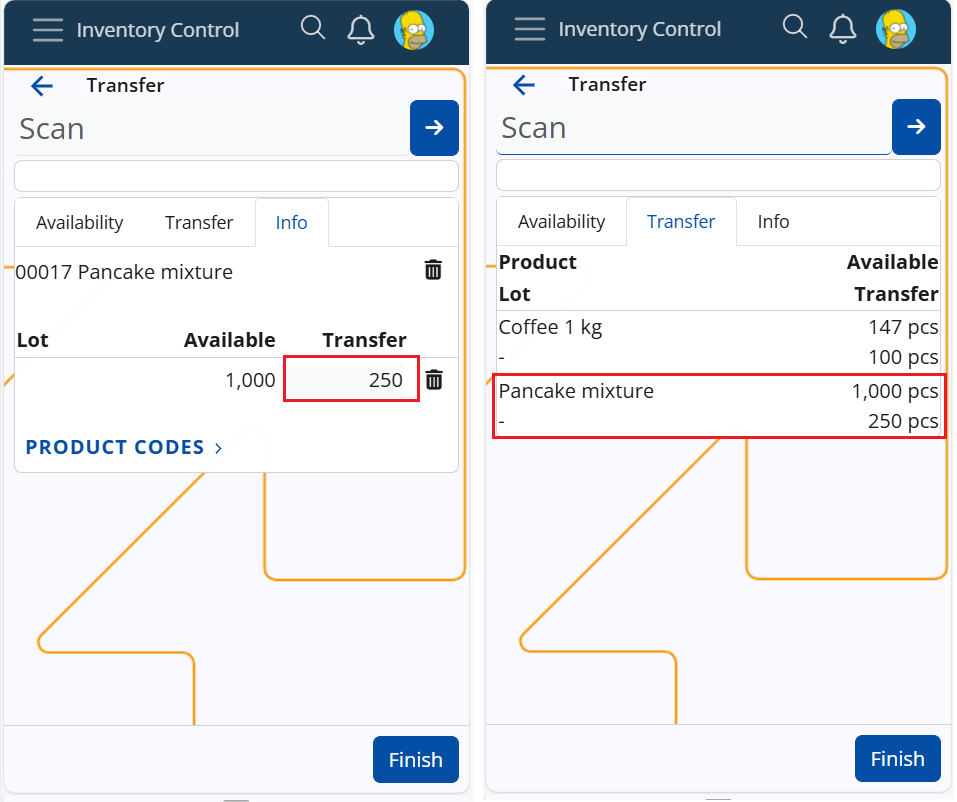 Inventory Control
Transfer
Scan
Availability Transfer Info
00017 Pancake mixture
Lot Available Transfer
1,000 250
PRODUCT CODES >
Finish
Inventory Control
Transfer
Scan
Availability Transfer Info
Product Available
Lot Transfer
Coffee 1 kg 147 pcs
- 100 pcs
Pancake mixture 1,000 pcs
- 250 pcs
Finish